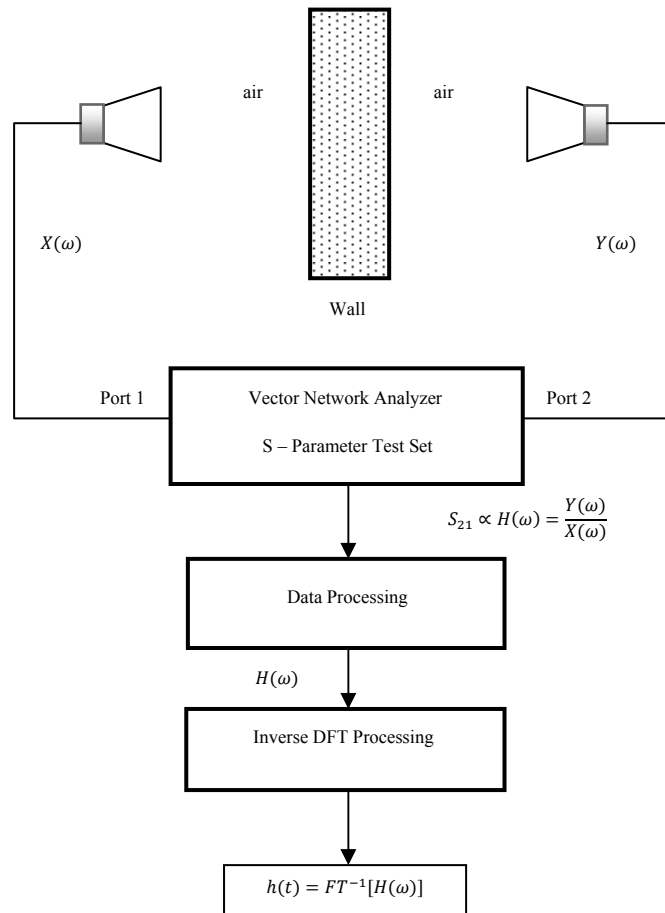 air air
X(ω) Y(ω)
Wall
Port 1 Vector Network Analyzer Port 2
S – Parameter Test Set
S₂₁ ∝ H(ω) = Y(ω)/X(ω)
Data Processing
H(ω)
Inverse DFT Processing
h(t) = FT⁻¹[H(ω)]